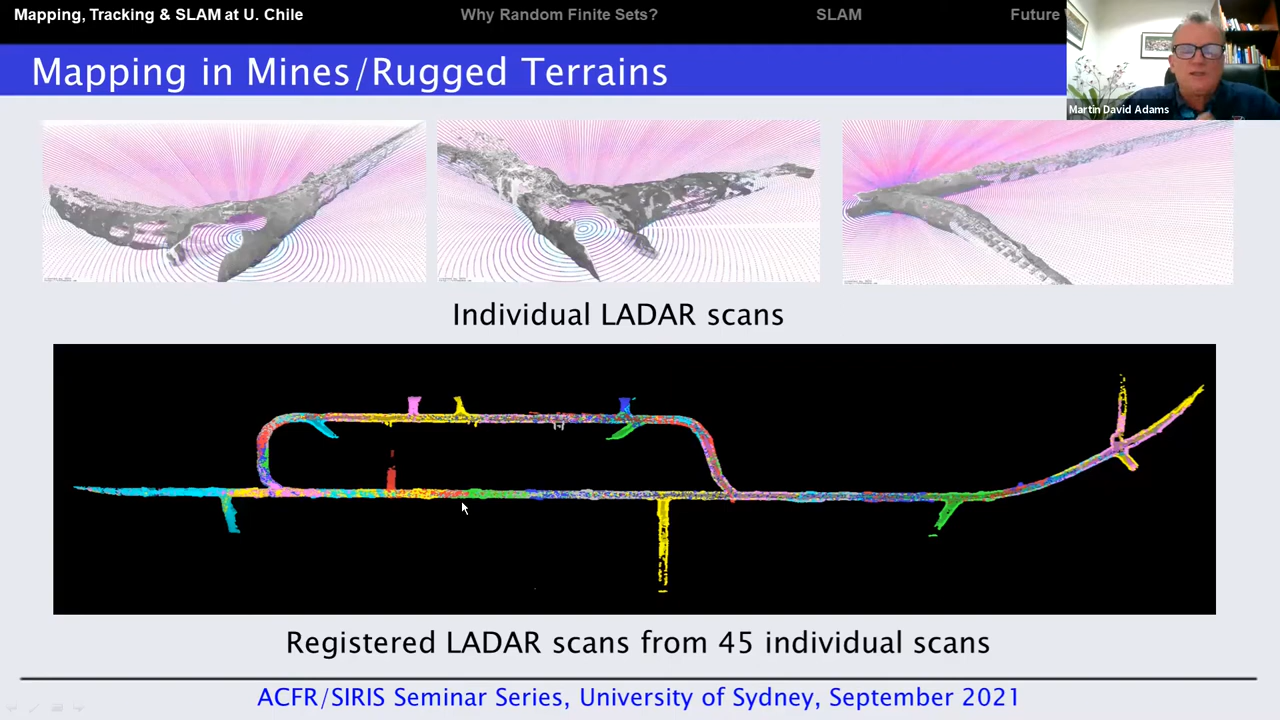 Mapping, Tracking & SLAM at U. Chile
Why Random Finite Sets?
SLAM
Future
Mapping in Mines/Rugged Terrains
Martin David Adams
Individual LADAR scans
Registered LADAR scans from 45 individual scans
ACFR/SIRIS Seminar Series, University of Sydney, September 2021